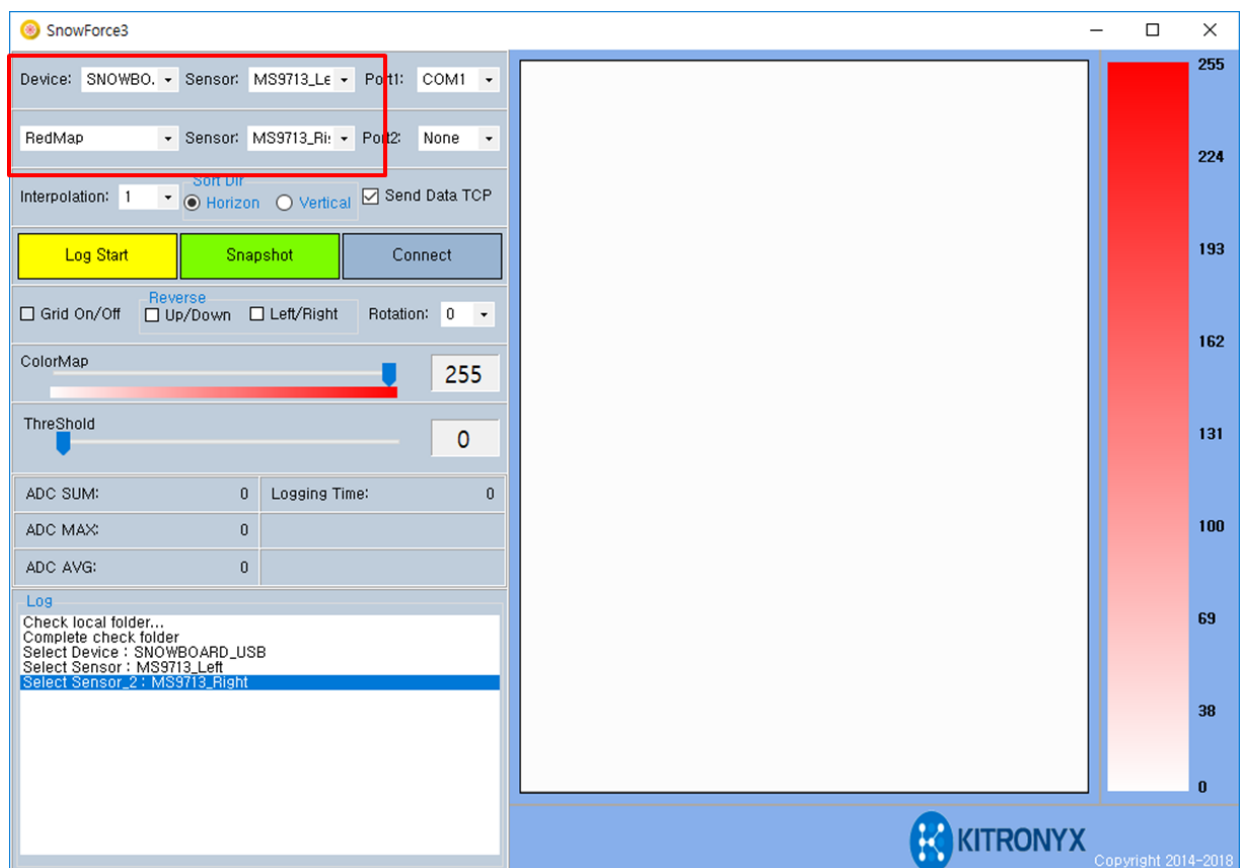 SnowForce3
Device: SNOWBO. Sensor: MS9713_Le Port1: COM1
RedMap Sensor: MS9713_Ri: Port2: None
Interpolation: 1 Sort Dir Horizon Vertical Send Data TCP
Log Start Snapshot Connect
Grid On/Off Reverse Up/Down Left/Right Rotation: 0
ColorMap
255
ThreShold
0
ADC SUM: 0 Logging Time: 0
ADC MAX: 0
ADC AVG: 0
Log
Check local folder...
Complete check folder
Select Device : SNOWBOARD_USB
Select Sensor : MS9713_Left
Select Sensor_2 : MS9713_Right
255
224
193
162
131
100
69
38
0
KITRONYX
Copyright 2014-2018